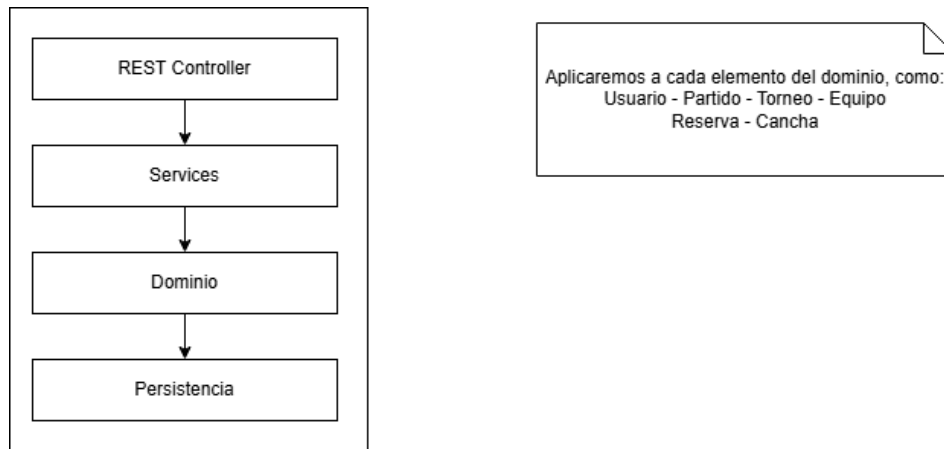 REST Controller
Services
Dominio
Persistencia
Aplicaremos a cada elemento del dominio, como:
Usuario - Partido - Torneo - Equipo
Reserva - Cancha